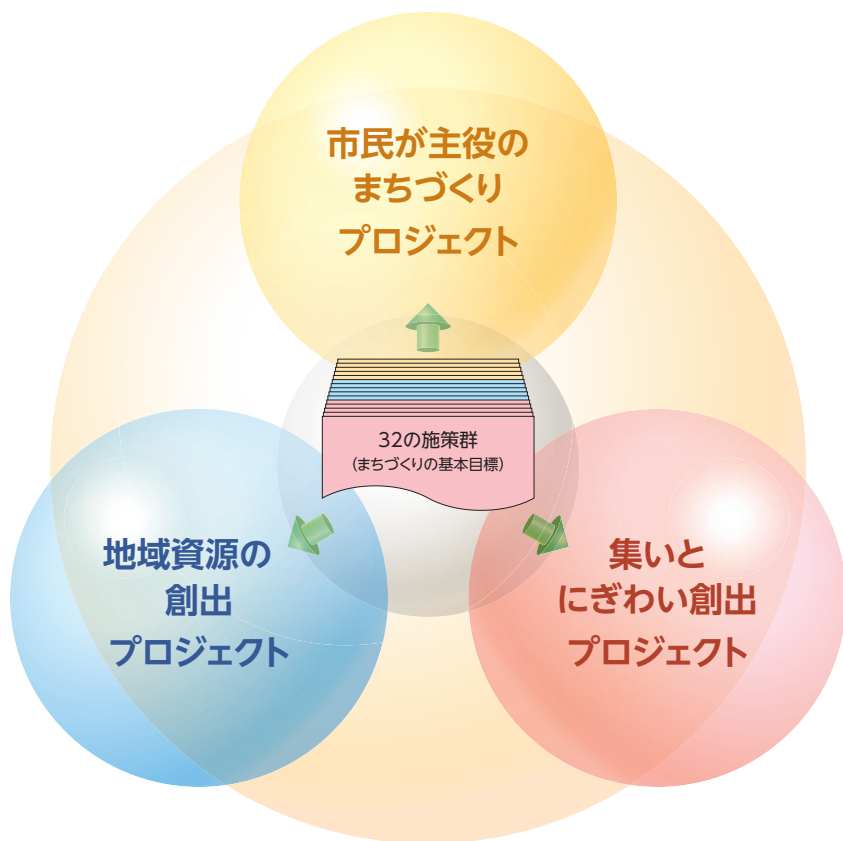 市民が主役の
まちづくり
プロジェクト
32の施策群
(まちづくりの基本目標)
地域資源の
創出
プロジェクト
集いと
にぎわい創出
プロジェクト